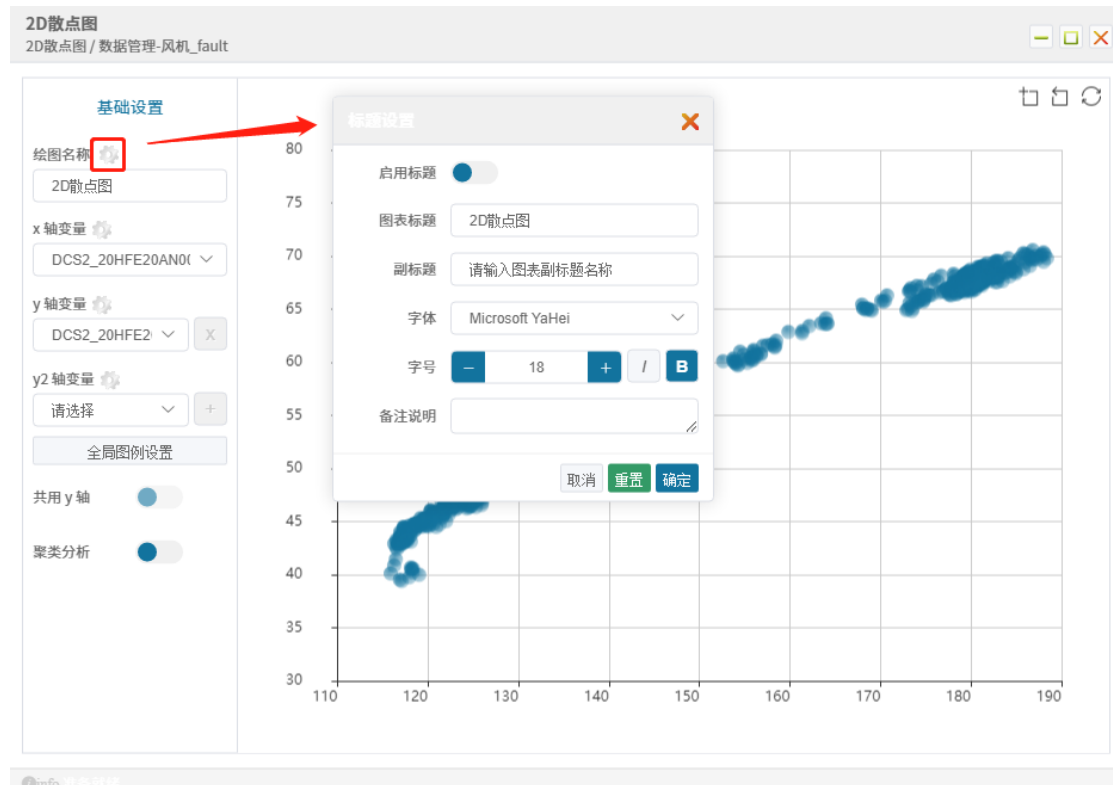 2D散点图
2D散点图 / 数据管理-风机_fault
基础设置
绘图名称
2D散点图
x 轴变量
DCS2_20HFE20AN0(
y 轴变量
DCS2_20HFE2(
X
y2 轴变量
请选择
+
全局图例设置
共用 y 轴
聚类分析
标题设置
启用标题
图表标题
2D散点图
副标题
请输入图表副标题名称
字体
Microsoft YaHei
字号
− 18 + I B
备注说明
取消 重置 确定
80
75
70
65
60
55
50
45
40
35
30
110 120 130 140 150 160 170 180 190
info